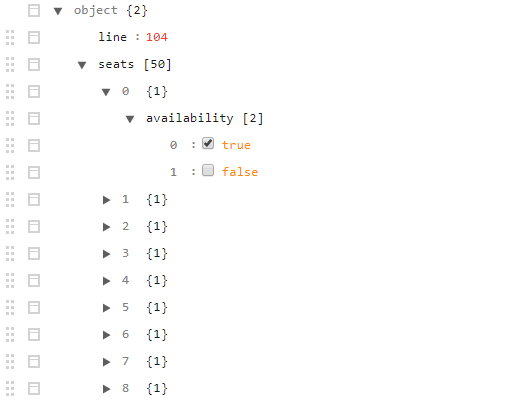 object {2}
line : 104
seats [50]
0 {1}
availability [2]
0 : true
1 : false
1 {1}
2 {1}
3 {1}
4 {1}
5 {1}
6 {1}
7 {1}
8 {1}